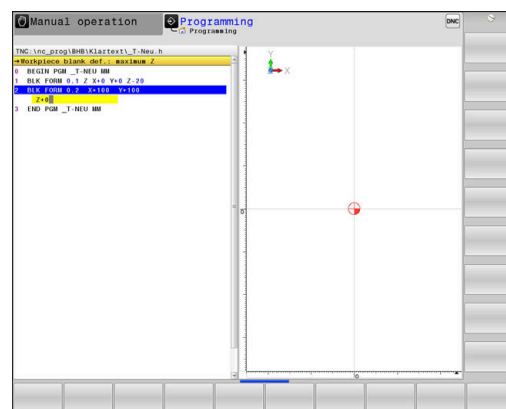 Manual operation
Programming
Programming
DNC
TNC:\nc_prog\BHB\Klartext\_T-Neu.h
→Workpiece blank def.: maximum Z
0 BEGIN PGM _T-NEU MM
1 BLK FORM 0.1 Z X+0 Y+0 Z-20
2 BLK FORM 0.2 X+100 Y+100
Z+0
3 END PGM _T-NEU MM
Y
X
0
0